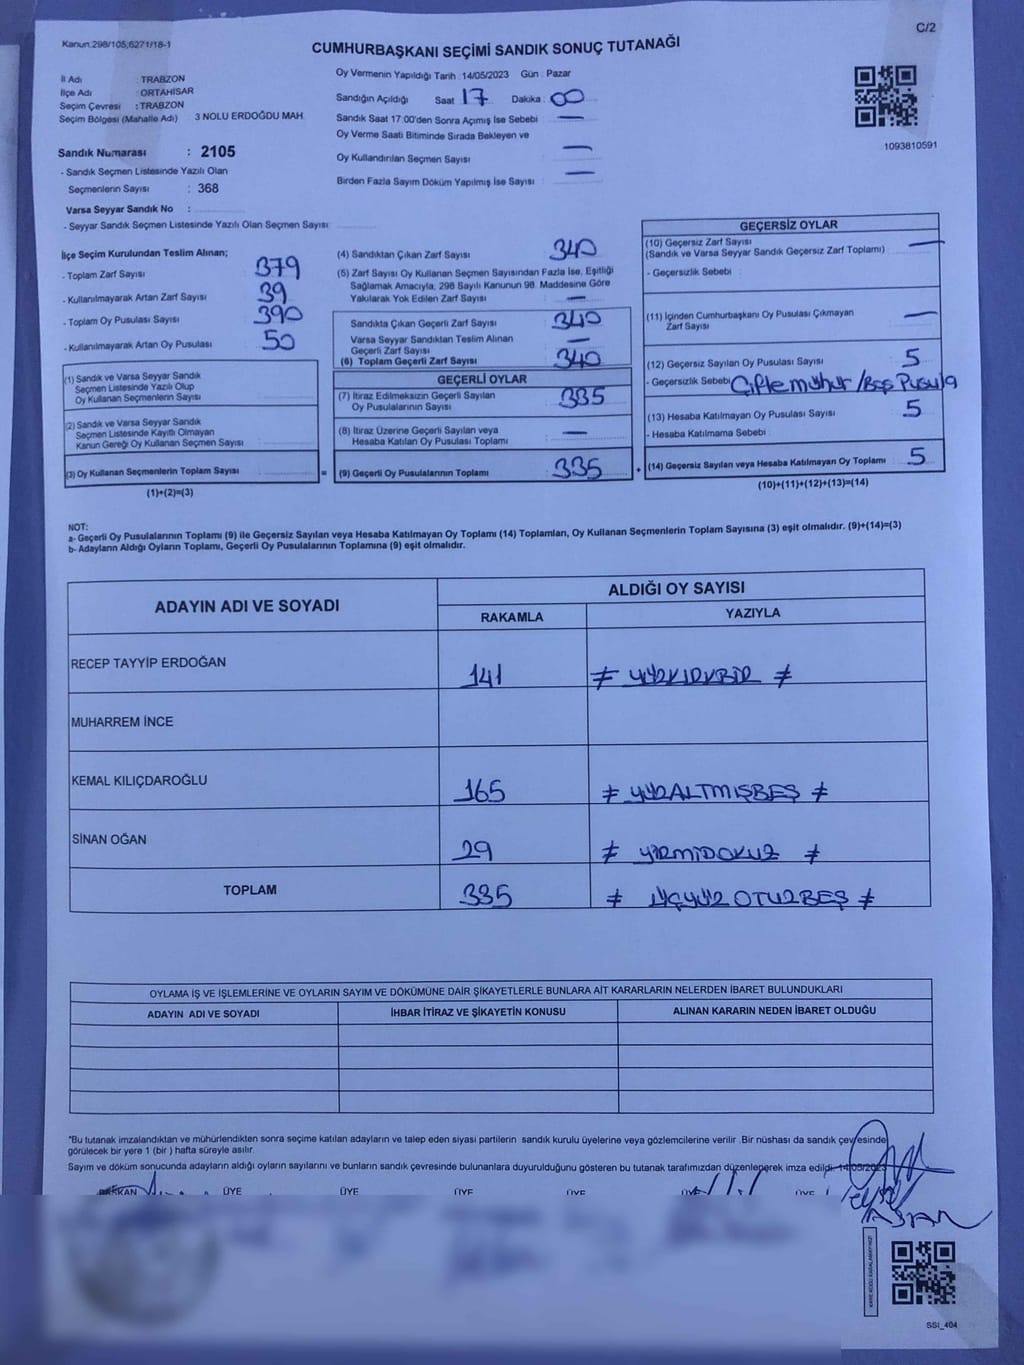 C/2
Kanun:298/105;6271/18-1
CUMHURBAŞKANI SEÇİMİ SANDIK SONUÇ TUTANAĞI
İl Adı : TRABZON
İlçe Adı : ORTAHİSAR
Seçim Çevresi : TRABZON
Seçim Bölgesi (Mahalle Adı) 3 NOLU ERDOĞDU MAH.
Sandık Numarası : 2105
- Sandık Seçmen Listesinde Yazılı Olan
Seçmenlerin Sayısı : 368
Varsa Seyyar Sandık No :
- Seyyar Sandık Seçmen Listesinde Yazılı Olan Seçmen Sayısı
Oy Vermenin Yapıldığı Tarih : 14/05/2023 Gün : Pazar
Sandığın Açıldığı Saat : 17 Dakika : 00
Sandık Saat 17:00'den Sonra Açımış İse Sebebi : —
Oy Verme Saati Bitiminde Sırada Bekleyen ve
Oy Kullandırılan Seçmen Sayısı —
Birden Fazla Sayım Döküm Yapılmış İse Sayısı : —
1093810591
İlçe Seçim Kurulundan Teslim Alınan;
- Toplam Zarf Sayısı : 379
- Kullanılmayarak Artan Zarf Sayısı : 39
- Toplam Oy Pusulası Sayısı : 390
- Kullanılmayarak Artan Oy Pusulası : 50
(1) Sandık ve Varsa Seyyar Sandık
Seçmen Listesinde Yazılı Olup
Oy Kullanan Seçmenlerin Sayısı :
(2) Sandık ve Varsa Seyyar Sandık
Seçmen Listesinde Kayıtlı Olmayan
Kanun Gereği Oy Kullanan Seçmen Sayısı :
(3) Oy Kullanan Seçmenlerin Toplam Sayısı :
(1)+(2)=(3)
(4) Sandıktan Çıkan Zarf Sayısı : 340
(5) Zarf Sayısı Oy Kullanan Seçmen Sayısından Fazla İse, Eşitliği
Sağlamak Amacıyla, 298 Sayılı Kanunun 98. Maddesine Göre
Yakılarak Yok Edilen Zarf Sayısı : —
Sandıkta Çıkan Geçerli Zarf Sayısı : 340
Varsa Seyyar Sandıktan Teslim Alınan
Geçerli Zarf Sayısı : —
(6) Toplam Geçerli Zarf Sayısı : 340
GEÇERLİ OYLAR
(7) İtiraz Edilmeksizin Geçerli Sayılan
Oy Pusulalarının Sayısı : 335
(8) İtiraz Üzerine Geçerli Sayılan veya
Hesaba Katılan Oy Pusulası Toplamı : —
= (9) Geçerli Oy Pusulalarının Toplamı : 335 +
GEÇERSİZ OYLAR
(10) Geçersiz Zarf Sayısı —
(Sandık ve Varsa Seyyar Sandık Geçersiz Zarf Toplamı) :
- Geçersizlik Sebebi :
(11) İçinden Cumhurbaşkanı Oy Pusulası Çıkmayan
Zarf Sayısı : —
(12) Geçersiz Sayılan Oy Pusulası Sayısı : 5
- Geçersizlik Sebebi : Çifte mühür / Boş Pusula
(13) Hesaba Katılmayan Oy Pusulası Sayısı : 5
- Hesaba Katılmama Sebebi :
(14) Geçersiz Sayılan veya Hesaba Katılmayan Oy Toplamı : 5
(10)+(11)+(12)+(13)=(14)
NOT:
a- Geçerli Oy Pusulalarının Toplamı (9) ile Geçersiz Sayılan veya Hesaba Katılmayan Oy Toplamı (14) Toplamları, Oy Kullanan Seçmenlerin Toplam Sayısına (3) eşit olmalıdır. (9)+(14)=(3)
b- Adayların Aldığı Oyların Toplamı, Geçerli Oy Pusulalarının Toplamına (9) eşit olmalıdır.
ADAYIN ADI VE SOYADI
ALDIĞI OY SAYISI
RAKAMLA YAZIYLA
RECEP TAYYİP ERDOĞAN 141 ≠ YÜZKIRKBİR ≠
MUHARREM İNCE
KEMAL KILIÇDAROĞLU 165 ≠ YÜZALTMIŞBEŞ ≠
SİNAN OĞAN 29 ≠ YİRMİDOKUZ ≠
TOPLAM 335 ≠ ÜÇYÜZ OTUZBEŞ ≠
OYLAMA İŞ VE İŞLEMLERİNE VE OYLARIN SAYIM VE DÖKÜMÜNE DAİR ŞİKAYETLERLE BUNLARA AİT KARARLARIN NELERDEN İBARET BULUNDUKLARI
ADAYIN ADI VE SOYADI İHBAR İTİRAZ VE ŞİKAYETİN KONUSU ALINAN KARARIN NEDEN İBARET OLDUĞU
"Bu tutanak imzalandıktan ve mühürlendikten sonra seçime katılan adayların ve talep eden siyasi partilerin sandık kurulu üyelerine veya gözlemcilerine verilir .Bir nüshası da sandık çevresinde
görülecek bir yere 1 (bir ) hafta süreyle asılır.
Sayım ve döküm sonucunda adayların aldığı oyların sayılarını ve bunların sandık çevresinde bulunanlara duyurulduğunu gösteren bu tutanak tarafımızdan düzenleperek imza edildi. 14/05/2023
BAŞKAN ÜYE ÜYE ÜYE ÜYE ÜYE ÜYE
SSI_404